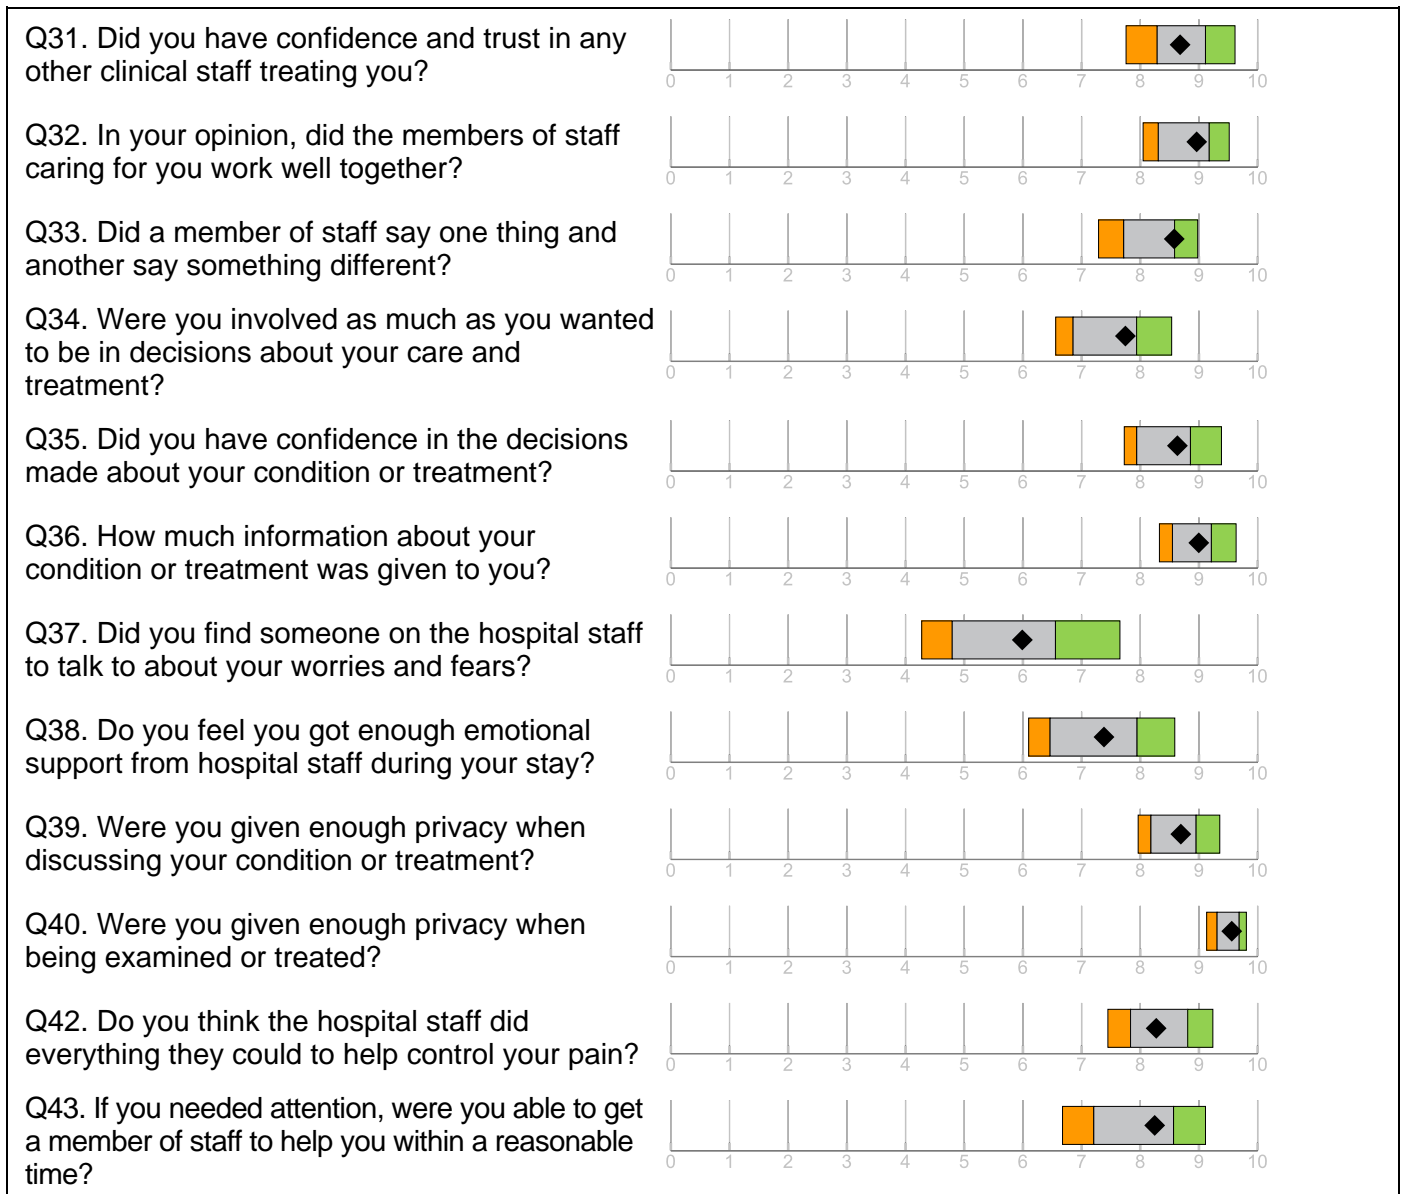 Q31. Did you have confidence and trust in any
other clinical staff treating you?
0 1 2 3 4 5 6 7 8 9 10
Q32. In your opinion, did the members of staff
caring for you work well together?
0 1 2 3 4 5 6 7 8 9 10
Q33. Did a member of staff say one thing and
another say something different?
0 1 2 3 4 5 6 7 8 9 10
Q34. Were you involved as much as you wanted
to be in decisions about your care and
treatment?
0 1 2 3 4 5 6 7 8 9 10
Q35. Did you have confidence in the decisions
made about your condition or treatment?
0 1 2 3 4 5 6 7 8 9 10
Q36. How much information about your
condition or treatment was given to you?
0 1 2 3 4 5 6 7 8 9 10
Q37. Did you find someone on the hospital staff
to talk to about your worries and fears?
0 1 2 3 4 5 6 7 8 9 10
Q38. Do you feel you got enough emotional
support from hospital staff during your stay?
0 1 2 3 4 5 6 7 8 9 10
Q39. Were you given enough privacy when
discussing your condition or treatment?
0 1 2 3 4 5 6 7 8 9 10
Q40. Were you given enough privacy when
being examined or treated?
0 1 2 3 4 5 6 7 8 9 10
Q42. Do you think the hospital staff did
everything they could to help control your pain?
0 1 2 3 4 5 6 7 8 9 10
Q43. If you needed attention, were you able to get
a member of staff to help you within a reasonable
time?
0 1 2 3 4 5 6 7 8 9 10